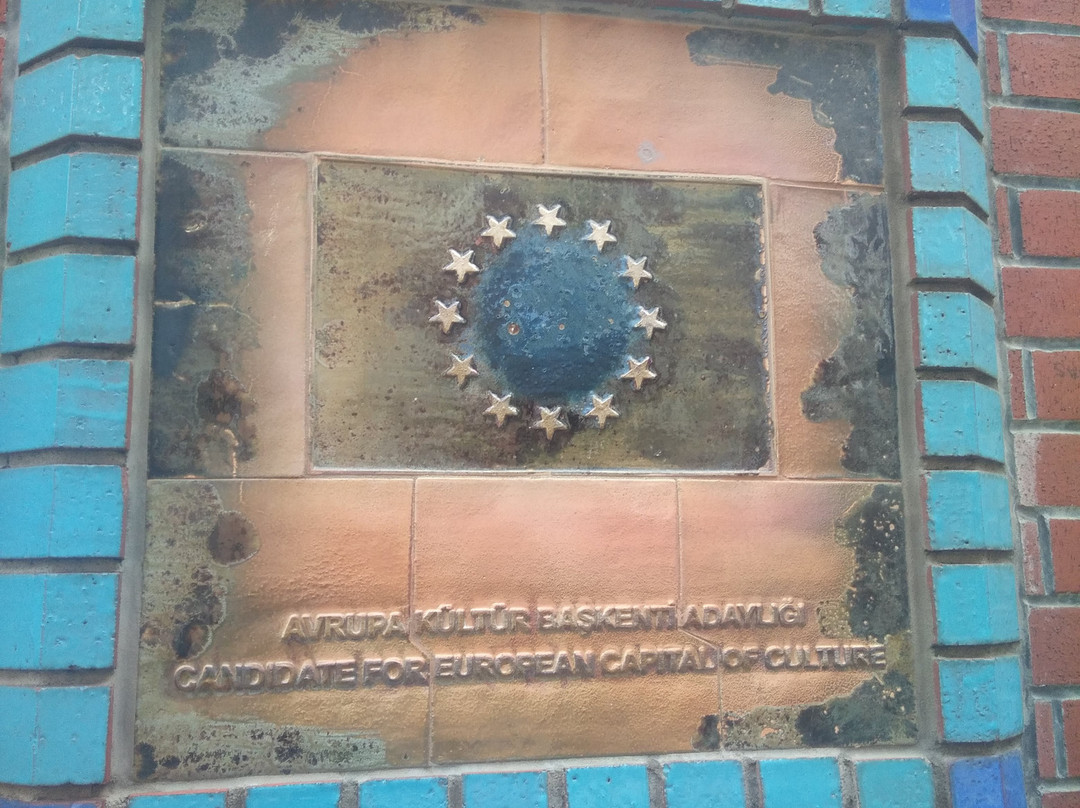 AVRUPA KÜLTÜR BAŞKENTİ ADAYLIĞI
CANDIDATE FOR EUROPEAN CAPITAL OF CULTURE